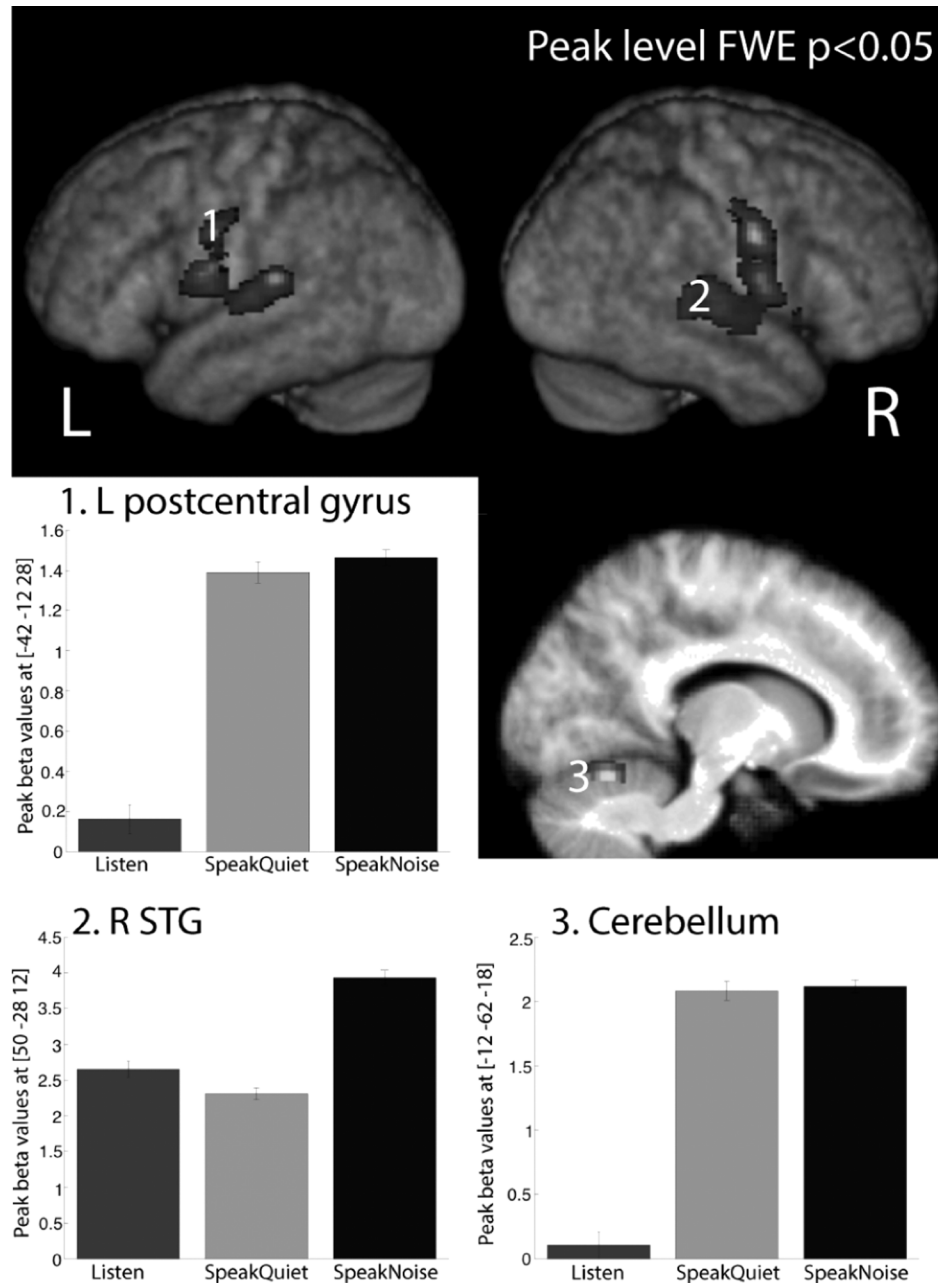 Peak level FWE p<0.05
1
2
L
R
1. L postcentral gyrus
Peak beta values at [-42 -12 28]
1.6
1.4
1.2
1
0.8
0.6
0.4
0.2
0
Listen SpeakQuiet SpeakNoise
3
2. R STG
Peak beta values at [50 -28 12]
4.5
4
3.5
3
2.5
2
1.5
1
0.5
0
Listen SpeakQuiet SpeakNoise
3. Cerebellum
Peak beta values at [-12 -62 -18]
2.5
2
1.5
1
0.5
0
Listen SpeakQuiet SpeakNoise